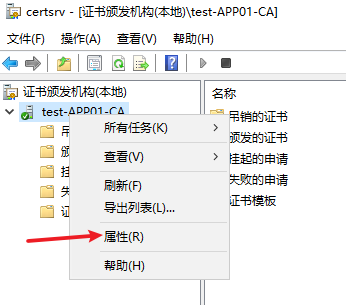 certsrv - [证书颁发机构(本地)\test-APP01-CA]
文件(F) 操作(A) 查看(V) 帮助(H)
证书颁发机构(本地)
test-APP01-CA
吊
颁
挂
失
证
所有任务(K)
查看(V)
刷新(F)
导出列表(L)...
属性(R)
帮助(H)
名称
吊销的证书
颁发的证书
挂起的申请
失败的申请
证书模板